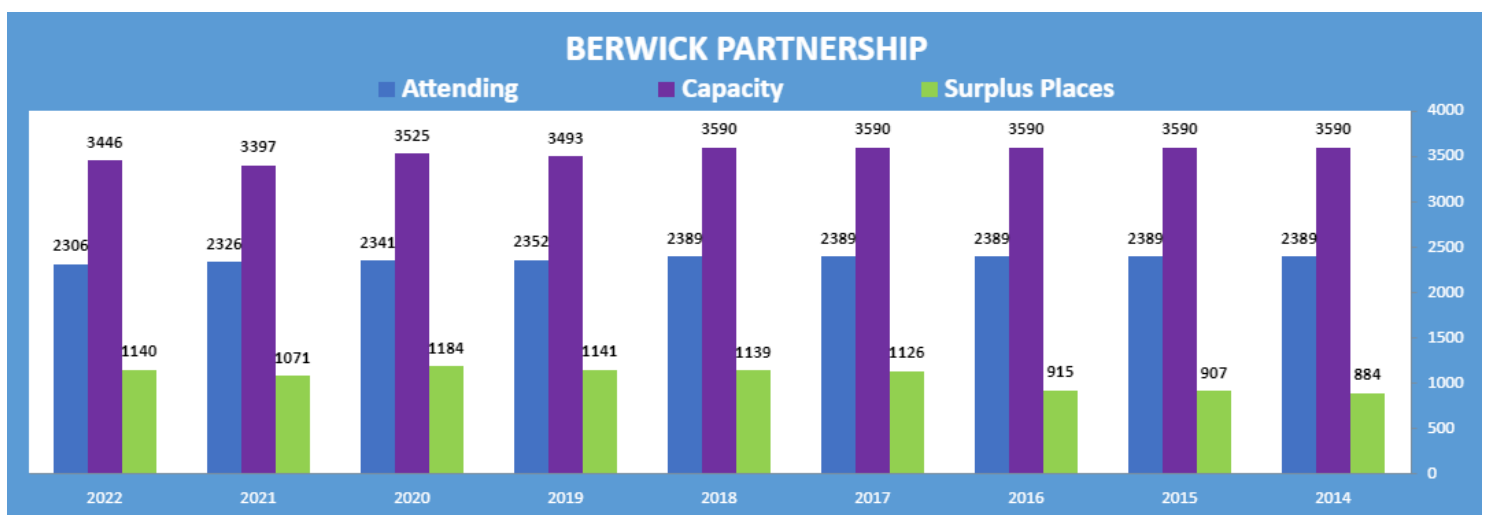 BERWICK PARTNERSHIP
Attending Capacity Surplus Places
4000
3500
3000
2500
2000
1500
1000
500
0
3446 3397 3525 3493 3590 3590 3590 3590 3590
2306 2326 2341 2352 2389 2389 2389 2389 2389
1140 1071 1184 1141 1139 1126 915 907 884
2022 2021 2020 2019 2018 2017 2016 2015 2014